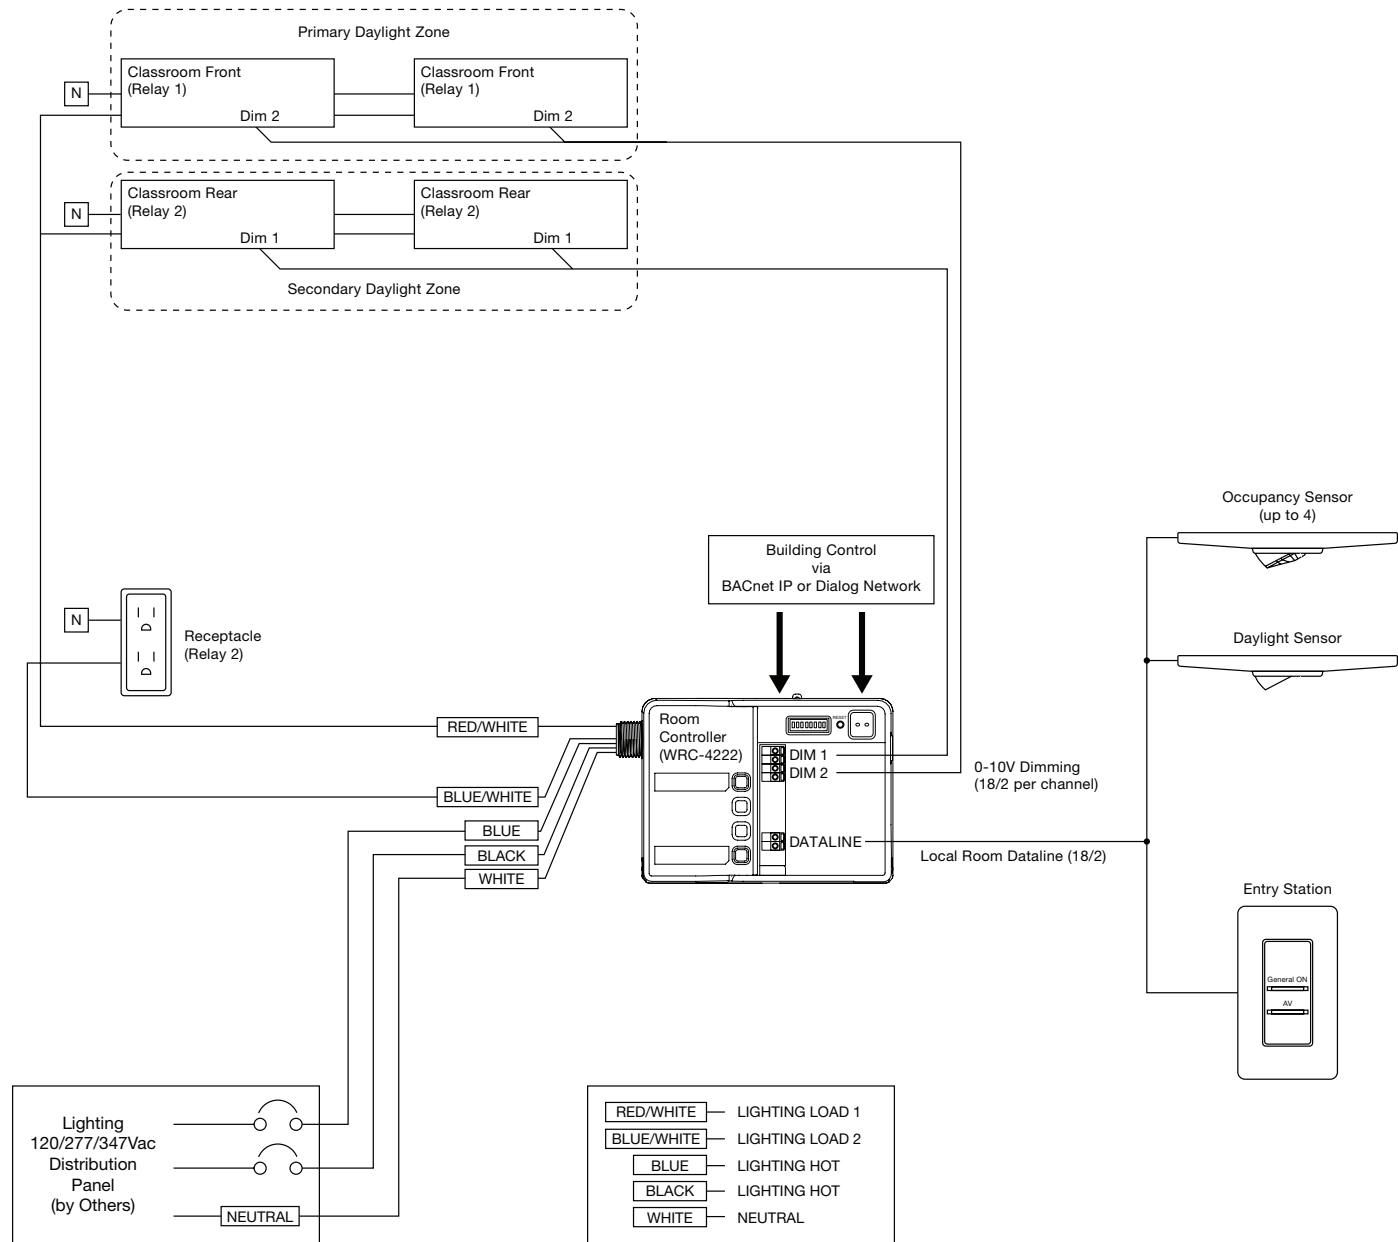 Primary Daylight Zone
Classroom Front
(Relay 1)
Dim 2
Classroom Front
(Relay 1)
Dim 2
N
Classroom Rear
(Relay 2)
Dim 1
Classroom Rear
(Relay 2)
Dim 1
N
Secondary Daylight Zone
Occupancy Sensor
(up to 4)
Building Control
via
BACnet IP or Dialog Network
N
Receptacle
(Relay 2)
Daylight Sensor
RED/WHITE
Room
Controller
(WRC-4222)
RESET
DIM 1
DIM 2
0-10V Dimming
(18/2 per channel)
BLUE/WHITE
BLUE
BLACK
WHITE
DATALINE
Local Room Dataline (18/2)
Entry Station
General ON
AV
Lighting
120/277/347Vac
Distribution
Panel
(by Others)
NEUTRAL
RED/WHITE LIGHTING LOAD 1
BLUE/WHITE LIGHTING LOAD 2
BLUE LIGHTING HOT
BLACK LIGHTING HOT
WHITE NEUTRAL